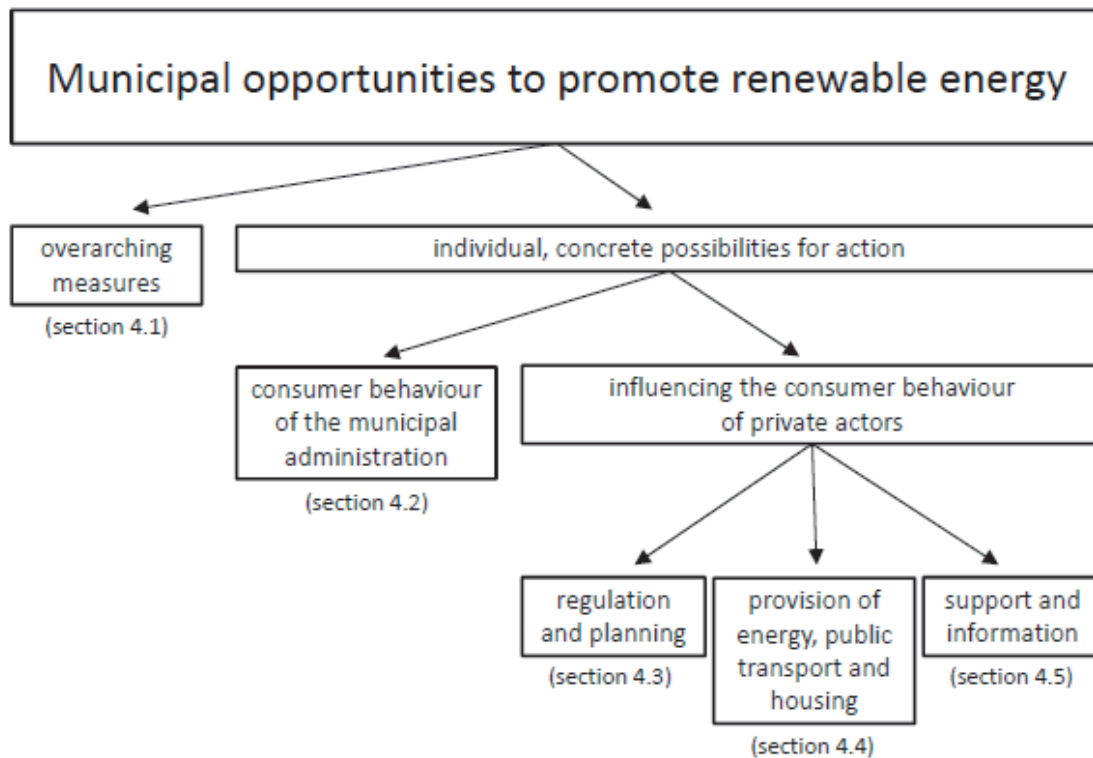 Municipal opportunities to promote renewable energy
overarching
measures
(section 4.1)
individual, concrete possibilities for action
consumer behaviour
of the municipal
administration
(section 4.2)
influencing the consumer behaviour
of private actors
regulation
and planning
(section 4.3)
provision of
energy, public
transport and
housing
(section 4.4)
support and
information
(section 4.5)